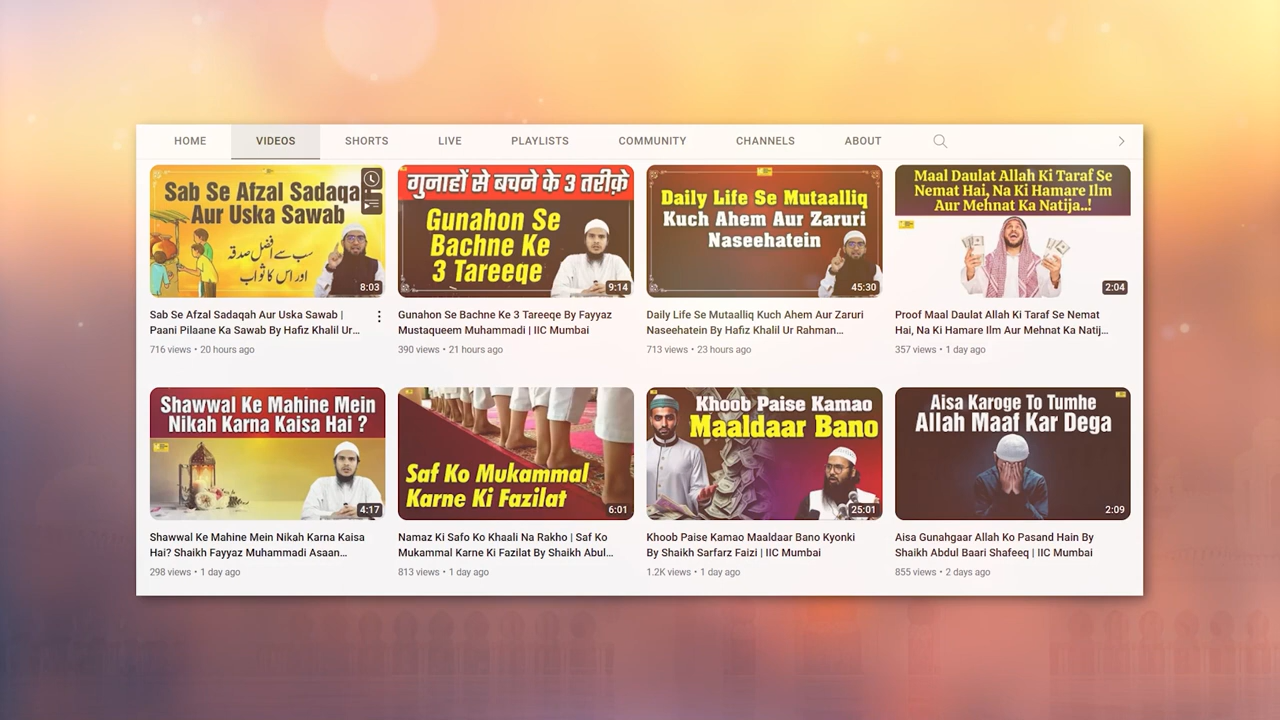 HOME VIDEOS SHORTS LIVE PLAYLISTS COMMUNITY CHANNELS ABOUT
Sab Se Afzal Sadaqa
Aur Uska Sawab
سب سے افضل صدقہ
اور اس کا ثواب
8:03
गुनाहों से बचने के 3 तरीक़े
Gunahon Se
Bachne Ke
3 Tareeqe
9:14
Daily Life Se Mutaalliq
Kuch Ahem Aur Zaruri
Naseehatein
45:30
Maal Daulat Allah Ki Taraf Se
Nemat Hai, Na Ki Hamare Ilm
Aur Mehnat Ka Natija..!
2:04
Sab Se Afzal Sadaqah Aur Uska Sawab |
Paani Pilaane Ka Sawab By Hafiz Khalil Ur...
716 views • 20 hours ago
Gunahon Se Bachne Ke 3 Tareeqe By Fayyaz
Mustaqueem Muhammadi | IIC Mumbai
390 views • 21 hours ago
Daily Life Se Mutaalliq Kuch Ahem Aur Zaruri
Naseehatein By Hafiz Khalil Ur Rahman...
713 views • 23 hours ago
Proof Maal Daulat Allah Ki Taraf Se Nemat
Hai, Na Ki Hamare Ilm Aur Mehnat Ka Natij...
357 views • 1 day ago
Shawwal Ke Mahine Mein
Nikah Karna Kaisa Hai ?
4:17
Saf Ko Mukammal
Karne Ki Fazilat
6:01
Khoob Paise Kamao
Maaldaar Bano
25:01
Aisa Karoge To Tumhe
Allah Maaf Kar Dega
2:09
Shawwal Ke Mahine Mein Nikah Karna Kaisa
Hai? Shaikh Fayyaz Muhammadi Asaan...
298 views • 1 day ago
Namaz Ki Safo Ko Khaali Na Rakho | Saf Ko
Mukammal Karne Ki Fazilat By Shaikh Abul...
813 views • 1 day ago
Khoob Paise Kamao Maaldaar Bano Kyonki
By Shaikh Sarfarz Faizi | IIC Mumbai
1.2K views • 1 day ago
Aisa Gunahgaar Allah Ko Pasand Hain By
Shaikh Abdul Baari Shafeeq | IIC Mumbai
855 views • 2 days ago